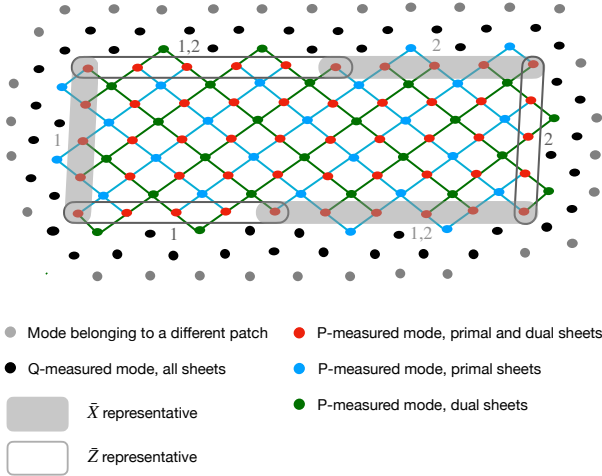 1,2
2
1
2
1
1,2
Mode belonging to a different patch
P-measured mode, primal and dual sheets
Q-measured mode, all sheets
P-measured mode, primal sheets
P-measured mode, dual sheets
X̄ representative
Z̄ representative